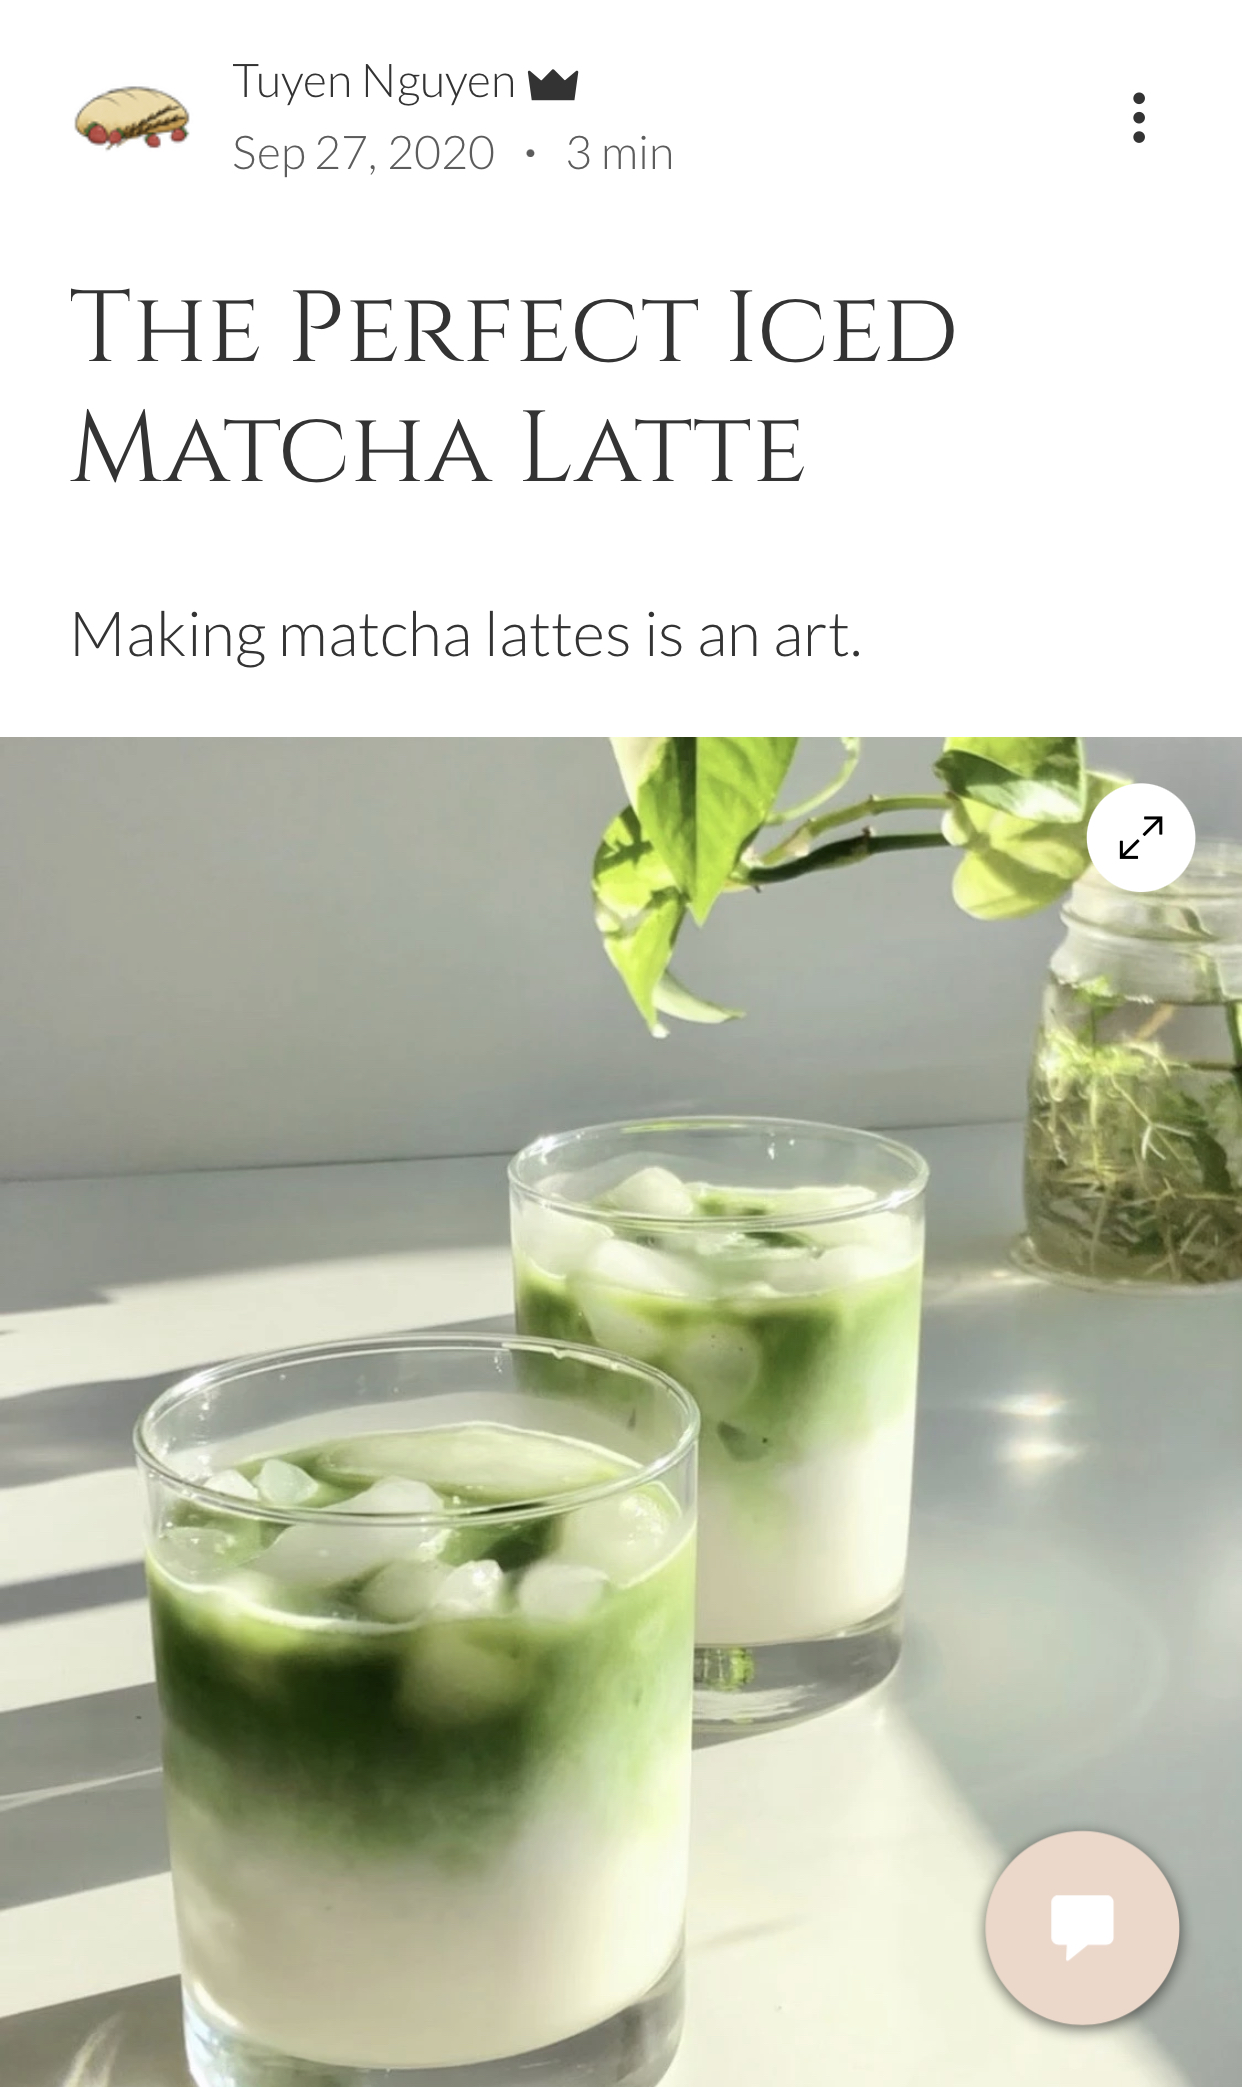 Tuyen Nguyen
Sep 27, 2020 · 3 min
The Perfect Iced
Matcha Latte
Making matcha lattes is an art.